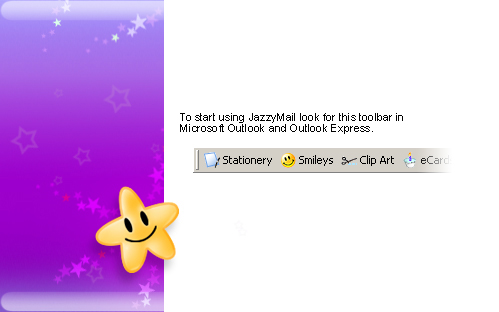 To start using JazzyMail look for this toolbar in
Microsoft Outlook and Outlook Express.
Stationery Smileys Clip Art eCard